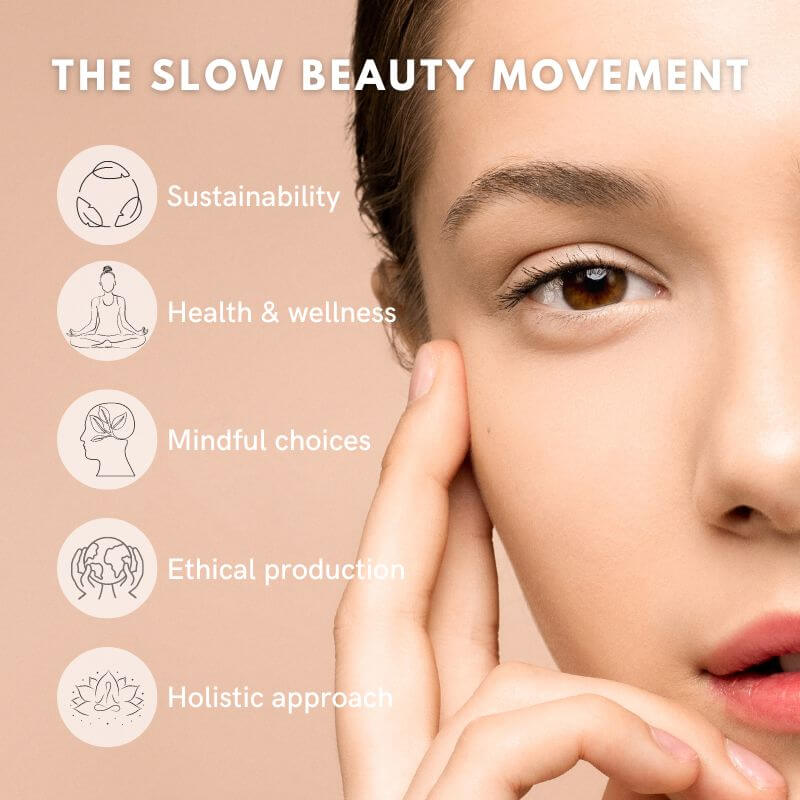 THE SLOW BEAUTY MOVEMENT
Sustainability
Health & wellness
Mindful choices
Ethical production
Holistic approach